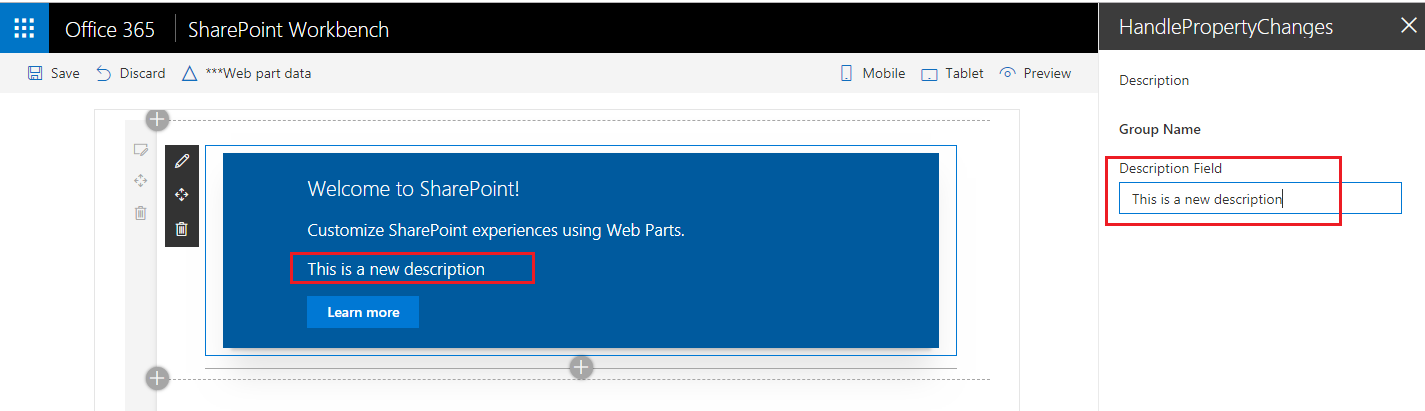 Office 365 SharePoint Workbench
Save Discard ***Web part data Mobile Tablet Preview
Welcome to SharePoint!
Customize SharePoint experiences using Web Parts.
This is a new description
Learn more
HandlePropertyChanges
Description
Group Name
Description Field
This is a new description